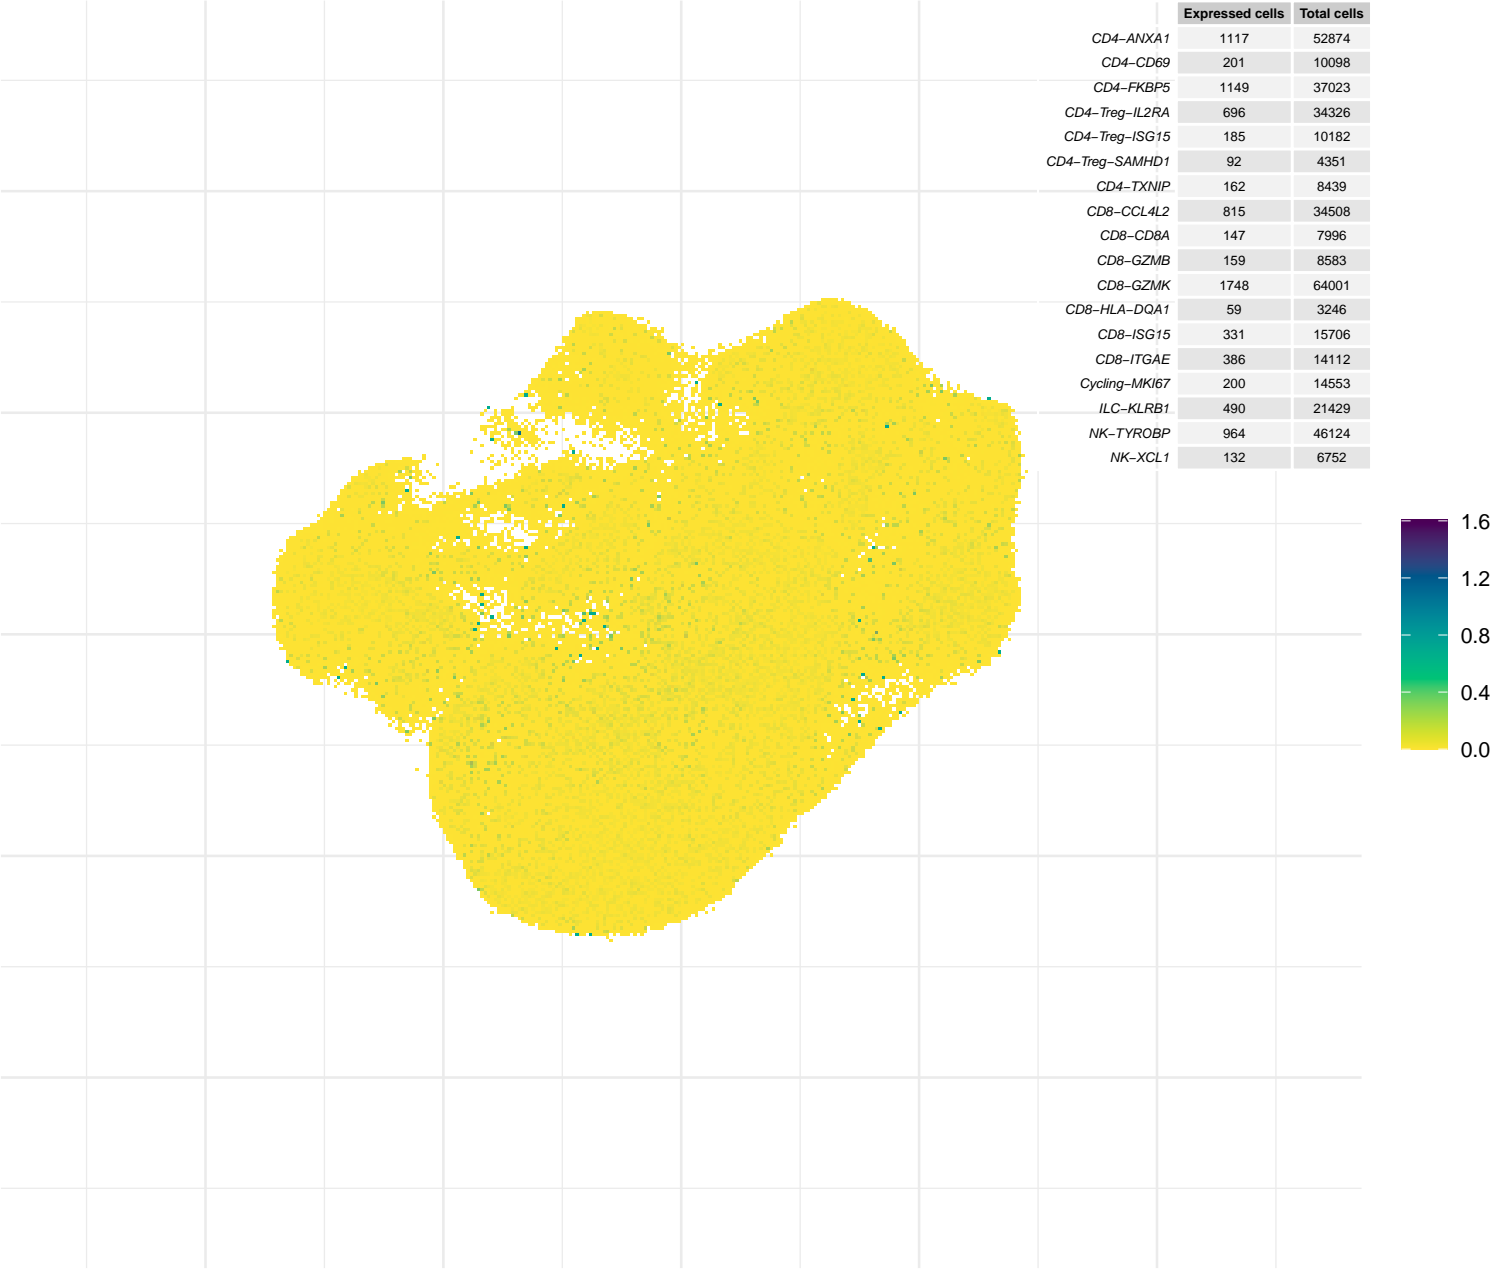 Expressed cells Total cells
CD4−ANXA1 1117 52874
CD4−CD69 201 10098
CD4−FKBP5 1149 37023
CD4−Treg−IL2RA 696 34326
CD4−Treg−ISG15 185 10182
CD4−Treg−SAMHD1 92 4351
CD4−TXNIP 162 8439
CD8−CCL4L2 815 34508
CD8−CD8A 147 7996
CD8−GZMB 159 8583
CD8−GZMK 1748 64001
CD8−HLA−DQA1 59 3246
CD8−ISG15 331 15706
CD8−ITGAE 386 14112
Cycling−MKI67 200 14553
ILC−KLRB1 490 21429
NK−TYROBP 964 46124
NK−XCL1 132 6752
1.6
1.2
0.8
0.4
0.0